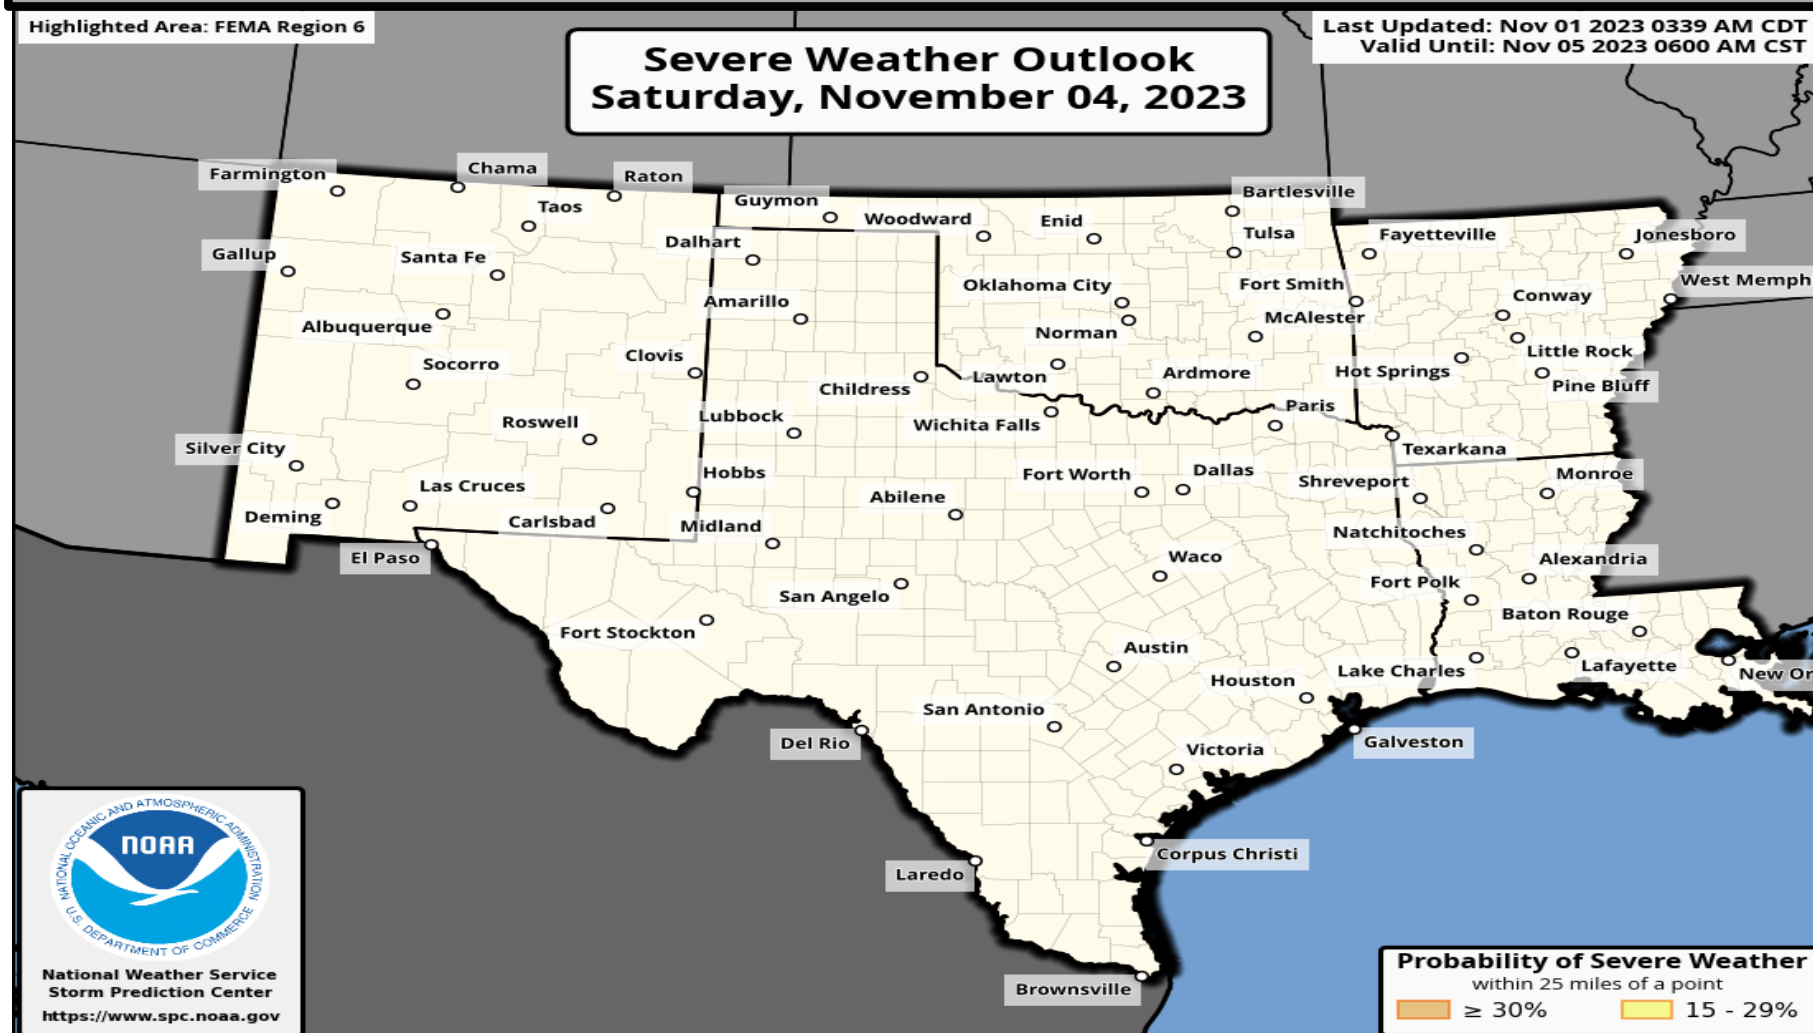 Highlighted Area: FEMA Region 6
Last Updated: Nov 01 2023 0339 AM CDT
Valid Until: Nov 05 2023 0600 AM CST
Severe Weather Outlook
Saturday, November 04, 2023
Farmington
Chama
Raton
Taos
Guymon
Woodward
Enid
Bartlesville
Tulsa
Fayetteville
Jonesboro
Gallup
Santa Fe
Dalhart
Oklahoma City
Fort Smith
Conway
West Memph
Albuquerque
Amarillo
Norman
McAlester
Little Rock
Socorro
Clovis
Childress
Lawton
Ardmore
Hot Springs
Pine Bluff
Roswell
Lubbock
Wichita Falls
Paris
Texarkana
Silver City
Hobbs
Fort Worth
Dallas
Shreveport
Monroe
Las Cruces
Abilene
Deming
Carlsbad
Midland
Natchitoches
El Paso
Waco
Alexandria
San Angelo
Fort Polk
Fort Stockton
Baton Rouge
Austin
Houston
Lake Charles
Lafayette
New Or
San Antonio
Del Rio
Victoria
Galveston
Laredo
Corpus Christi
Brownsville
NATIONAL OCEANIC AND ATMOSPHERIC ADMINISTRATION
NOAA
U.S. DEPARTMENT OF COMMERCE
National Weather Service
Storm Prediction Center
https://www.spc.noaa.gov
Probability of Severe Weather
within 25 miles of a point
≥ 30%
15 - 29%